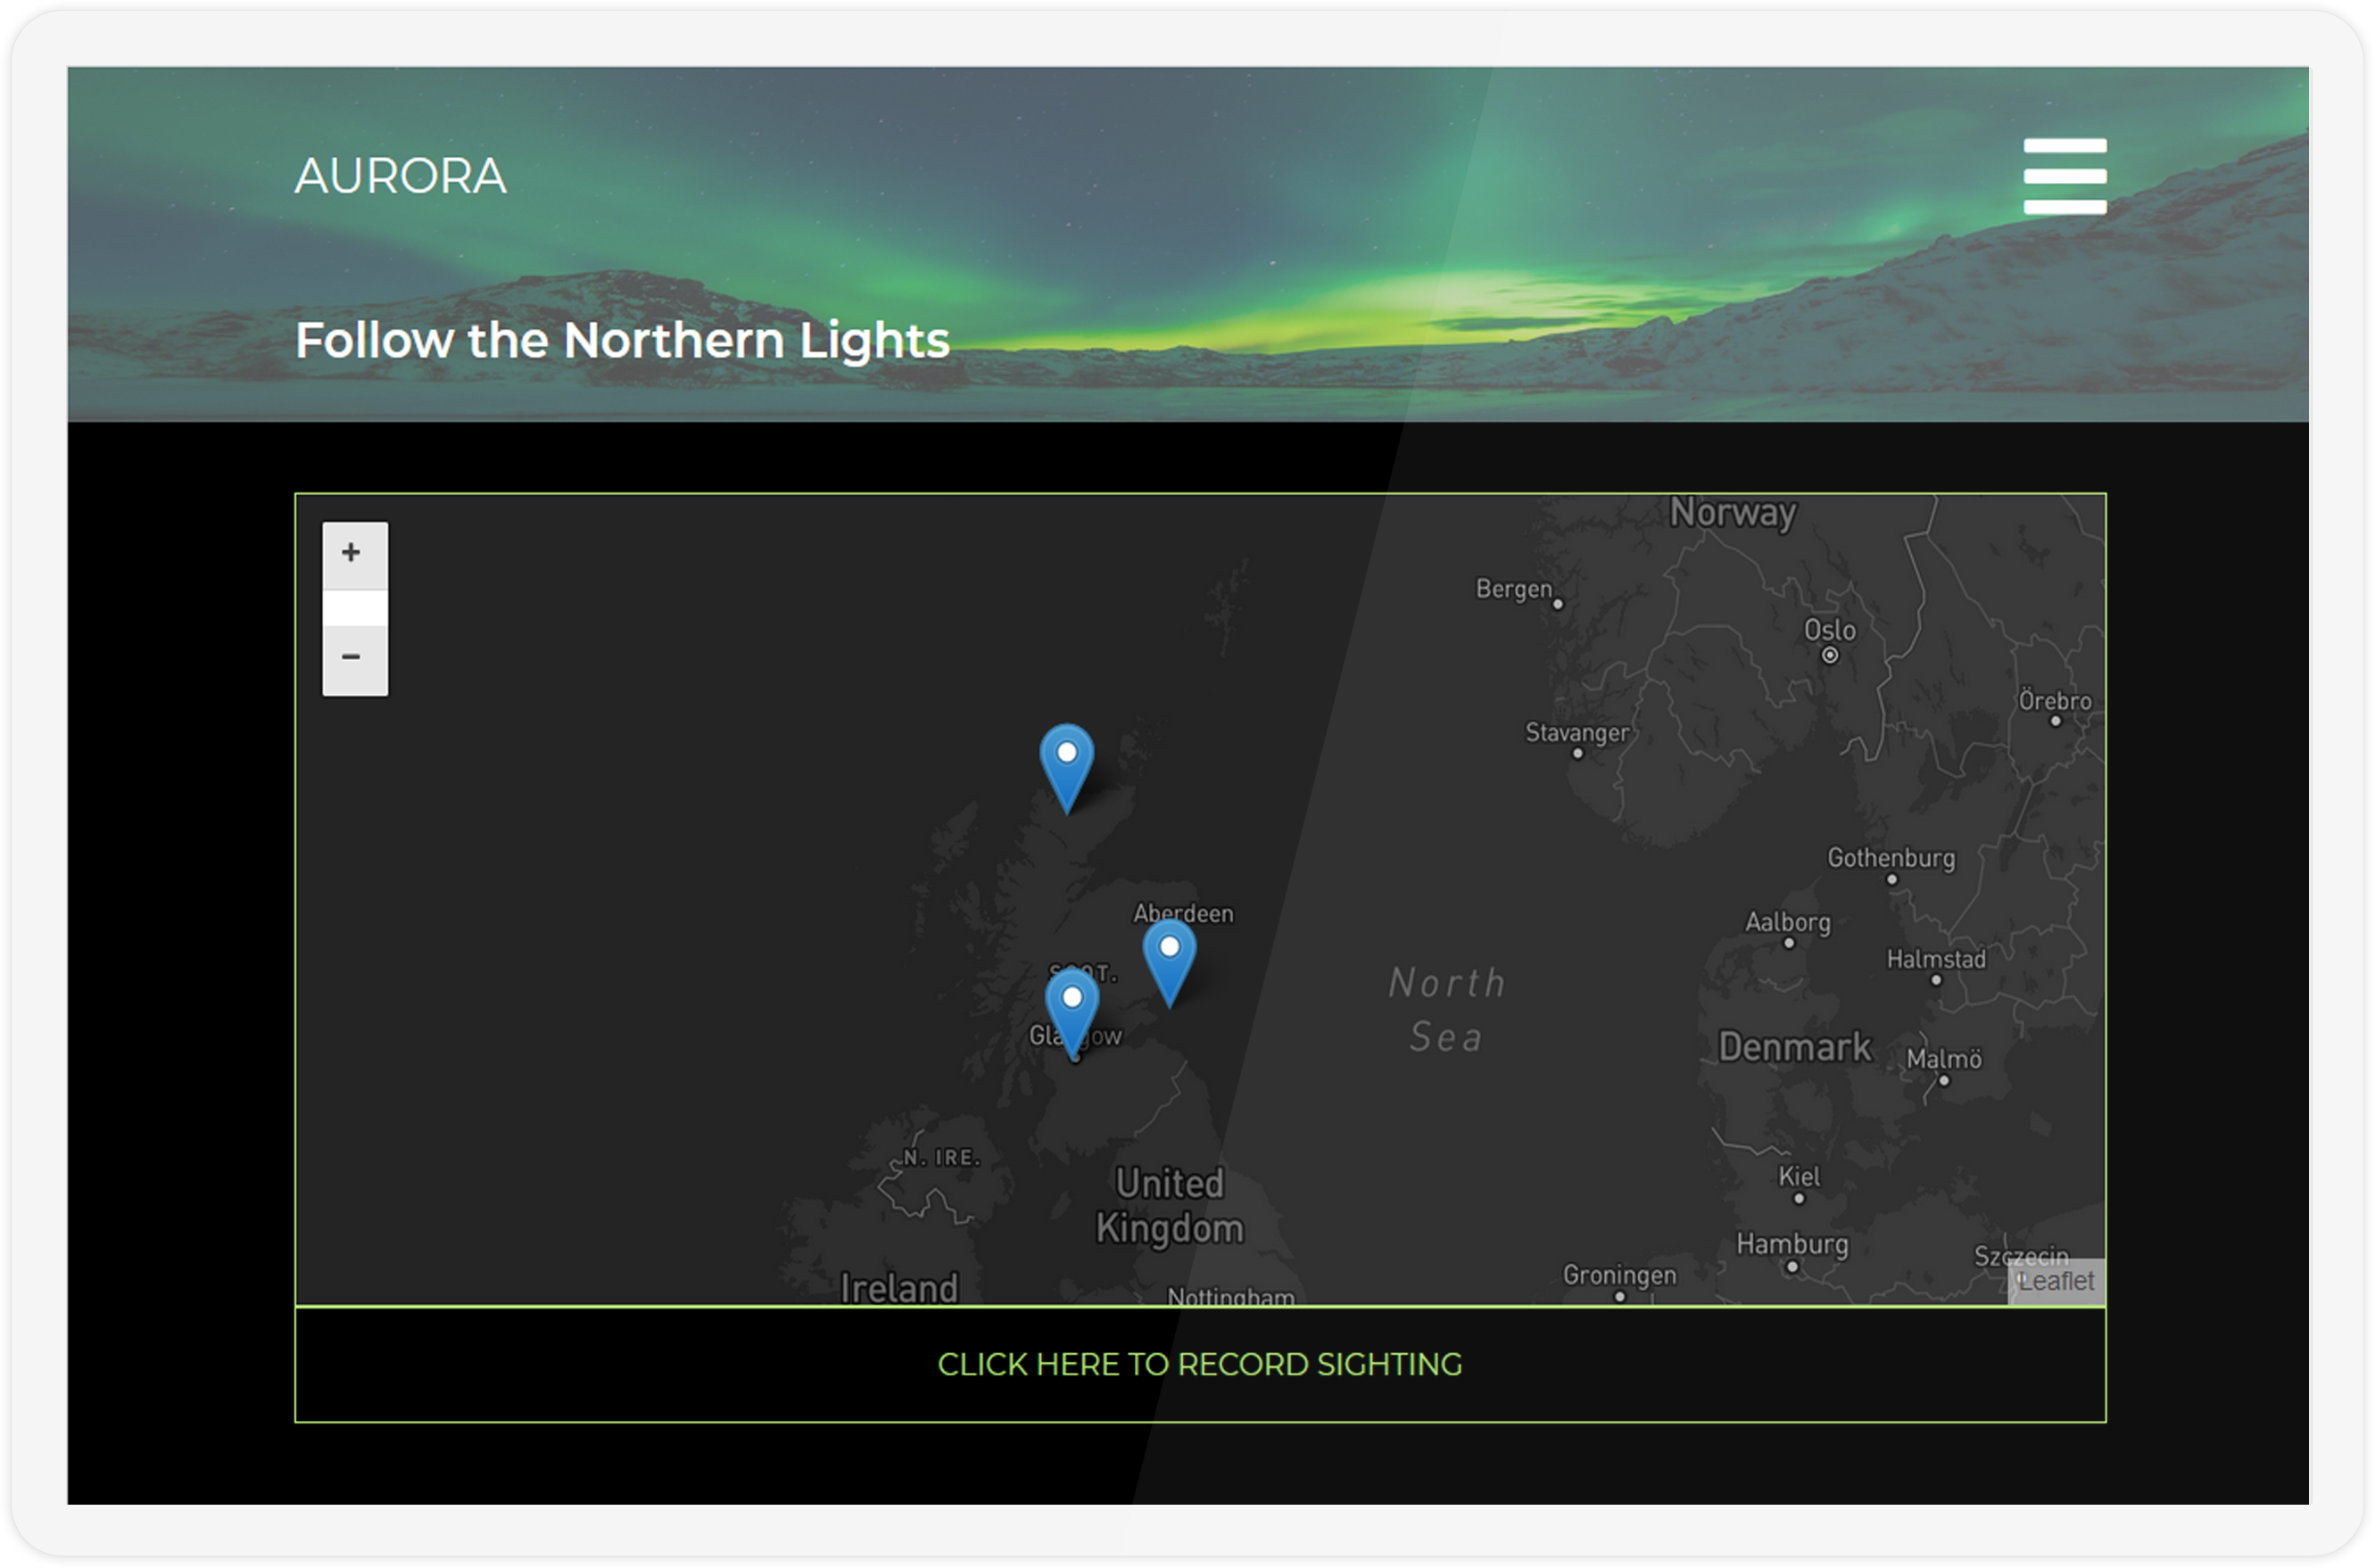 AURORA
Follow the Northern Lights
+
−
Norway
Bergen
Oslo
Örebro
Stavanger
Gothenburg
Aberdeen
Aalborg
Halmstad
North
Sea
Glasgow
Denmark
Malmö
N. IRE.
United
Kingdom
Kiel
Hamburg
Szczecin
Groningen
Leaflet
Ireland
Nottingham
CLICK HERE TO RECORD SIGHTING